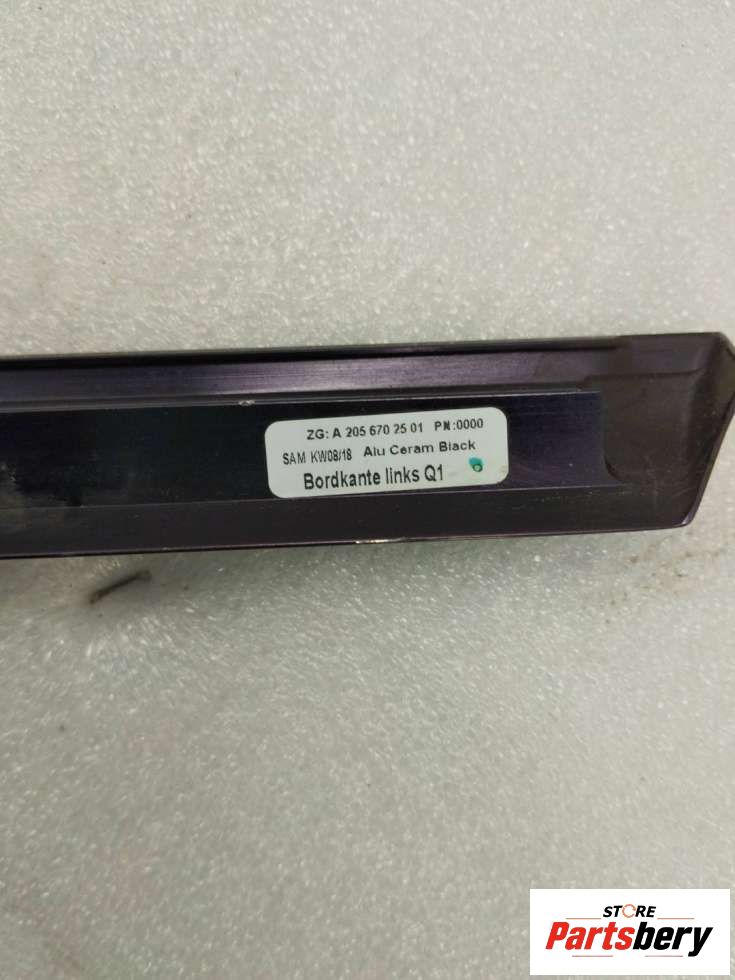 ZG: A 205 670 25 01 PN:0000
SAM KW08/18 Alu Ceram Black
Bordkante links Q1
STORE
Partsbery